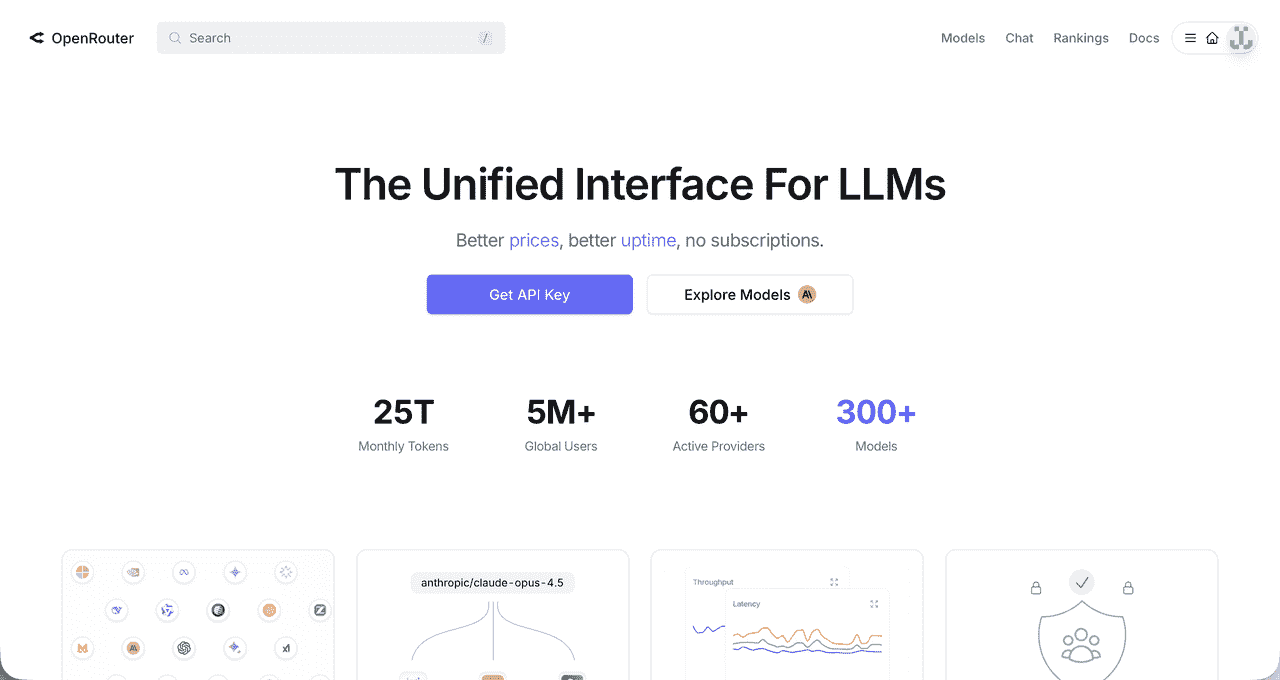 OpenRouter
Search
/
Models
Chat
Rankings
Docs
The Unified Interface For LLMs
Better prices, better uptime, no subscriptions.
Get API Key
Explore Models
25T
Monthly Tokens
5M+
Global Users
60+
Active Providers
300+
Models
anthropic/claude-opus-4.5
Throughput
Latency